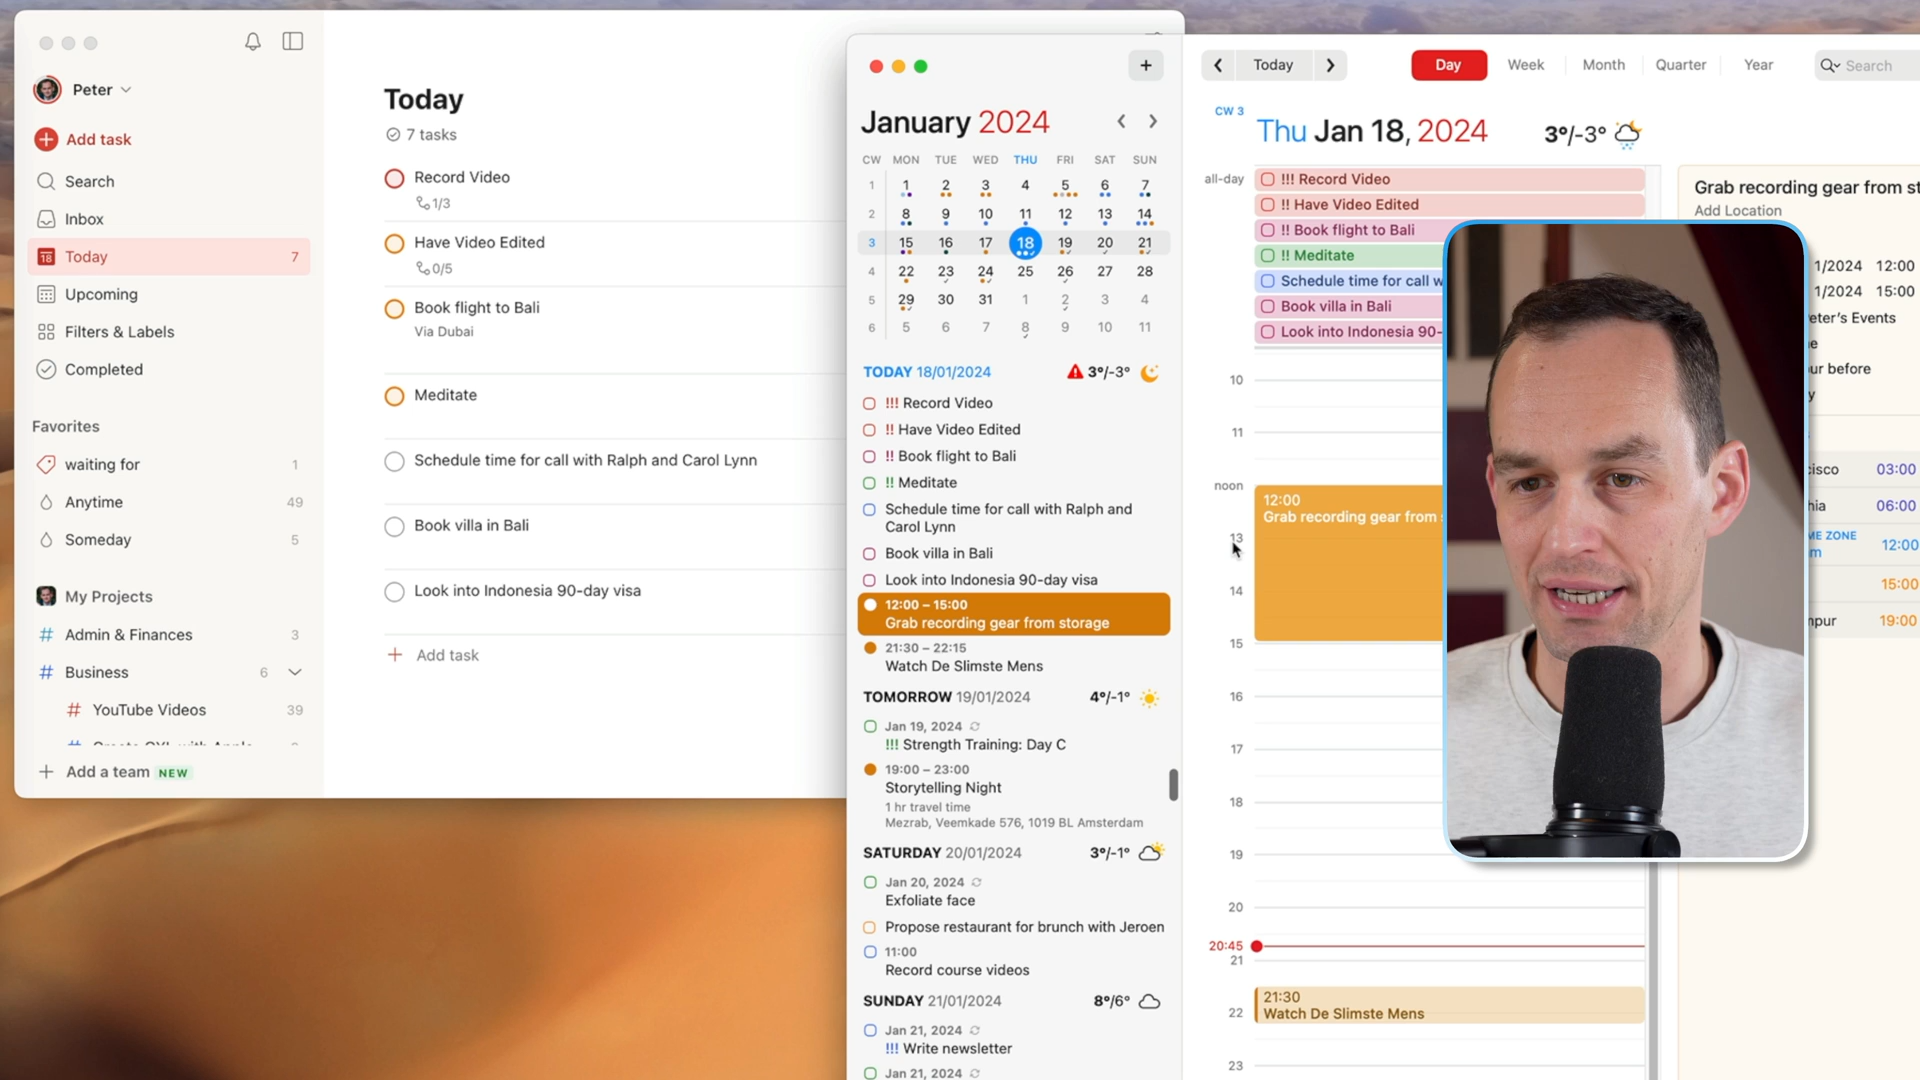 Peter
Add task
Search
Inbox
18
Today
7
Upcoming
Filters & Labels
Completed
Favorites
waiting for
1
Anytime
49
Someday
5
My Projects
# Admin & Finances
3
# Business
6
# YouTube Videos
39
+ Add a team NEW
Today
7 tasks
Record Video
1/3
Have Video Edited
0/5
Book flight to Bali
Via Dubai
Meditate
Schedule time for call with Ralph and Carol Lynn
Book villa in Bali
Look into Indonesia 90-day visa
+ Add task
+
January 2024
CW MON TUE WED THU FRI SAT SUN
1 1 2 3 4 5 6 7
2 8 9 10 11 12 13 14
3 15 16 17 18 19 20 21
4 22 23 24 25 26 27 28
5 29 30 31 1 2 3 4
6 5 6 7 8 9 10 11
TODAY 18/01/2024
3°/-3°
!!! Record Video
!! Have Video Edited
!! Book flight to Bali
!! Meditate
Schedule time for call with Ralph and
Carol Lynn
Book villa in Bali
Look into Indonesia 90-day visa
12:00 – 15:00
Grab recording gear from storage
21:30 – 22:15
Watch De Slimste Mens
TOMORROW 19/01/2024
4°/-1°
Jan 19, 2024
!!! Strength Training: Day C
19:00 – 23:00
Storytelling Night
1 hr travel time
Mezrab, Veemkade 576, 1019 BL Amsterdam
SATURDAY 20/01/2024
3°/-1°
Jan 20, 2024
Exfoliate face
Propose restaurant for brunch with Jeroen
11:00
Record course videos
SUNDAY 21/01/2024
8°/6°
Jan 21, 2024
!!! Write newsletter
Jan 21, 2024
Today
Day
Week
Month
Quarter
Year
Search
CW 3
Thu Jan 18, 2024
3°/-3°
all-day
!!! Record Video
!! Have Video Edited
!! Book flight to Bali
!! Meditate
Schedule time for call w
Book villa in Bali
Look into Indonesia 90-
10
11
noon
12:00
Grab recording gear from
13
14
15
16
17
18
19
20
20:45
21
21:30
Watch De Slimste Mens
22
23
Grab recording gear from st
Add Location
1/2024 12:00
1/2024 15:00
eter's Events
e
ur before
y
cisco 03:00
hia 06:00
ME ZONE
m
12:00
15:00
mpur 19:00